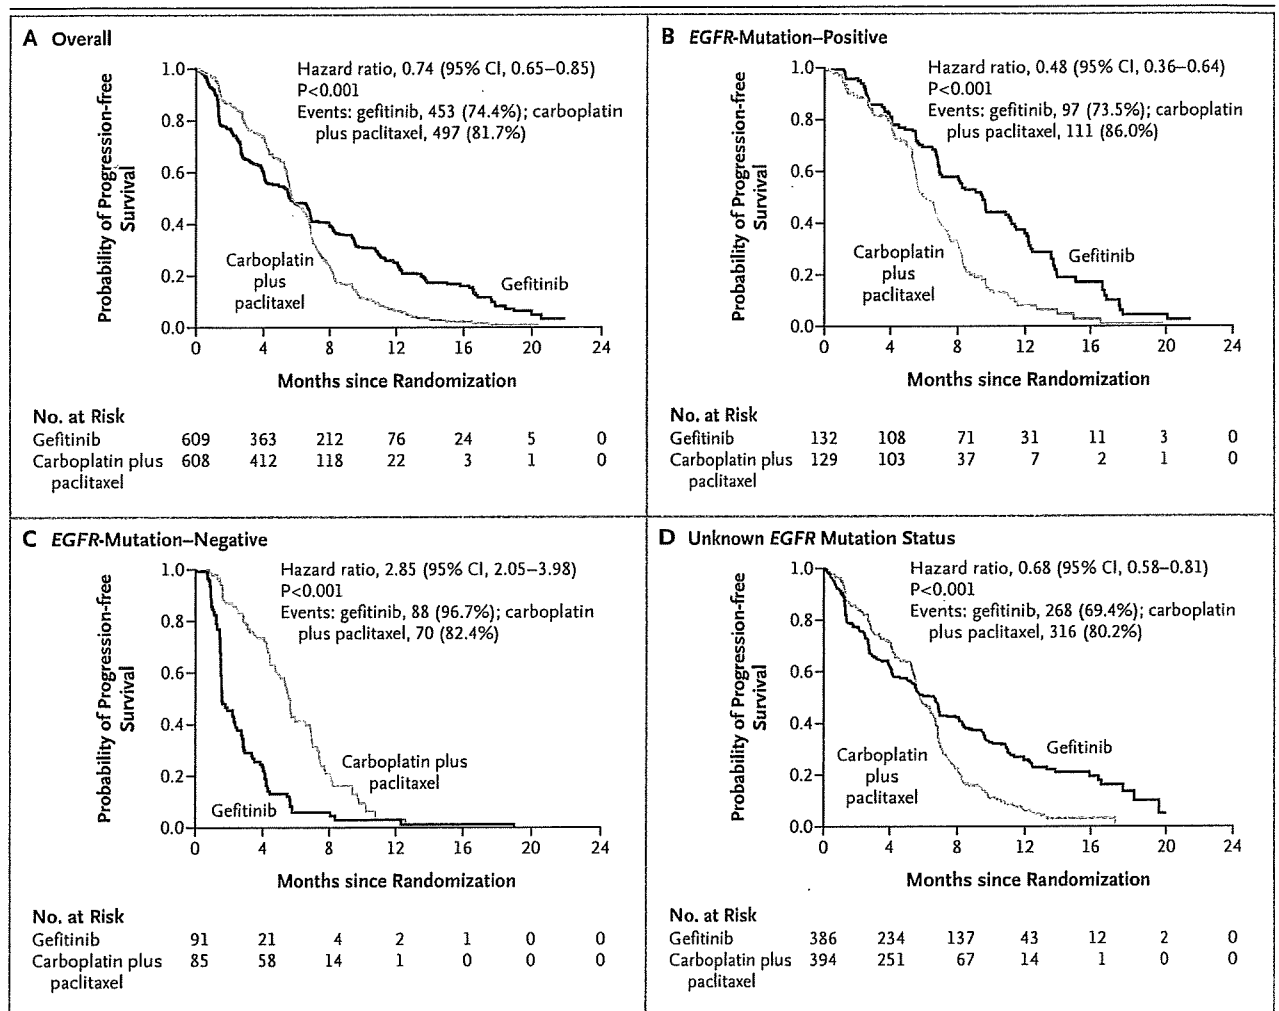 A Overall
Probability of Progression-free
Survival
1.0
0.8
0.6
0.4
0.2
0.0
Hazard ratio, 0.74 (95% CI, 0.65–0.85)
P<0.001
Events: gefitinib, 453 (74.4%); carboplatin
plus paclitaxel, 497 (81.7%)
Carboplatin
plus
paclitaxel
Gefitinib
0 4 8 12 16 20 24
Months since Randomization
No. at Risk
Gefitinib 609 363 212 76 24 5 0
Carboplatin plus 608 412 118 22 3 1 0
paclitaxel
B EGFR-Mutation–Positive
Probability of Progression-free
Survival
1.0
0.8
0.6
0.4
0.2
0.0
Hazard ratio, 0.48 (95% CI, 0.36–0.64)
P<0.001
Events: gefitinib, 97 (73.5%); carboplatin
plus paclitaxel, 111 (86.0%)
Carboplatin
plus
paclitaxel
Gefitinib
0 4 8 12 16 20 24
Months since Randomization
No. at Risk
Gefitinib 132 108 71 31 11 3 0
Carboplatin plus 129 103 37 7 2 1 0
paclitaxel
C EGFR-Mutation–Negative
Probability of Progression-free
Survival
1.0
0.8
0.6
0.4
0.2
0.0
Hazard ratio, 2.85 (95% CI, 2.05–3.98)
P<0.001
Events: gefitinib, 88 (96.7%); carboplatin
plus paclitaxel, 70 (82.4%)
Carboplatin plus
paclitaxel
Gefitinib
0 4 8 12 16 20 24
Months since Randomization
No. at Risk
Gefitinib 91 21 4 2 1 0 0
Carboplatin plus 85 58 14 1 0 0 0
paclitaxel
D Unknown EGFR Mutation Status
Probability of Progression-free
Survival
1.0
0.8
0.6
0.4
0.2
0.0
Hazard ratio, 0.68 (95% CI, 0.58–0.81)
P<0.001
Events: gefitinib, 268 (69.4%); carboplatin
plus paclitaxel, 316 (80.2%)
Gefitinib
Carboplatin
plus
paclitaxel
0 4 8 12 16 20 24
Months since Randomization
No. at Risk
Gefitinib 386 234 137 43 12 2 0
Carboplatin plus 394 251 67 14 1 0 0
paclitaxel